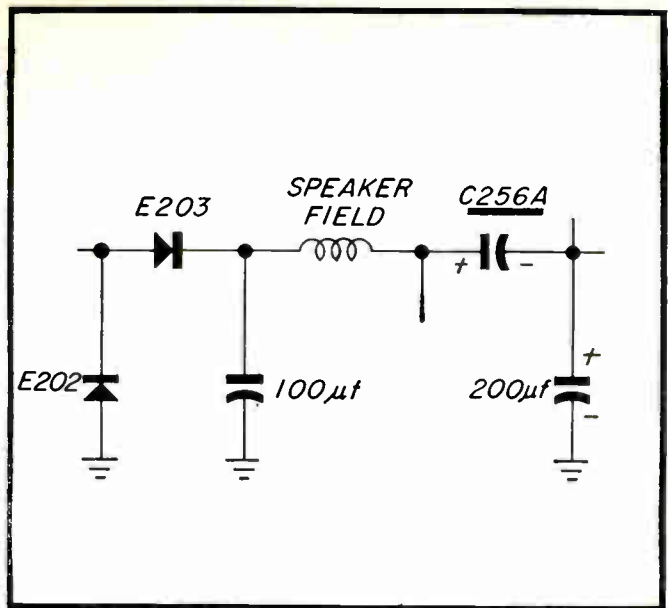 SPEAKER
FIELD
C256A
E203
+ -
E202
100µf
200µf
+
-